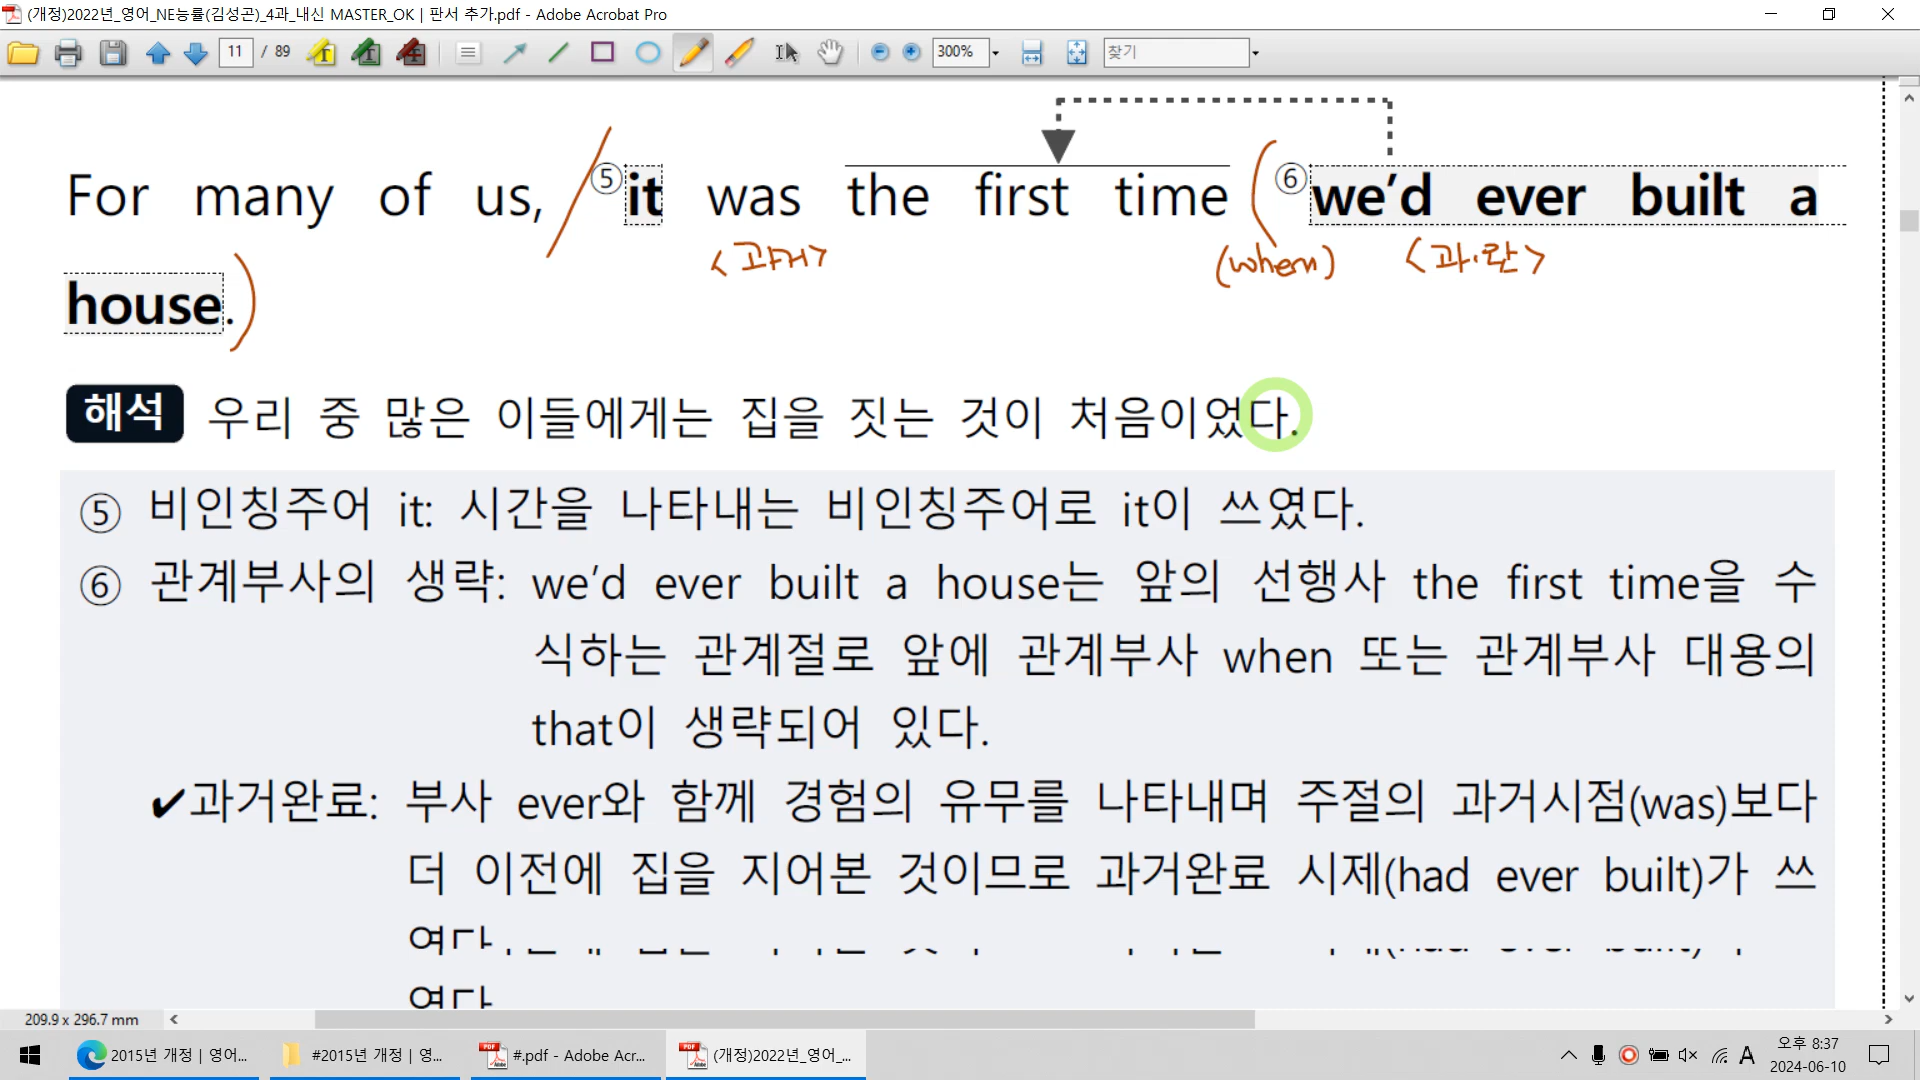 (개정)2022년_영어_NE능률(김성곤)_4과_내신 MASTER_OK | 판서 추가.pdf - Adobe Acrobat Pro
11 / 89 300% 찾기
For many of us, ⑤it was the first time ⑥we’d ever built a
<과거> (when) <과.완>
house.
해석 우리 중 많은 이들에게는 집을 짓는 것이 처음이었다.
⑤ 비인칭주어 it: 시간을 나타내는 비인칭주어로 it이 쓰였다.
⑥ 관계부사의 생략: we’d ever built a house는 앞의 선행사 the first time을 수
식하는 관계절로 앞에 관계부사 when 또는 관계부사 대용의
that이 생략되어 있다.
✔과거완료: 부사 ever와 함께 경험의 유무를 나타내며 주절의 과거시점(was)보다
더 이전에 집을 지어본 것이므로 과거완료 시제(had ever built)가 쓰
였다
였다
209.9 x 296.7 mm
2015년 개정 | 영어... #2015년 개정 | 영... #.pdf - Adobe Acr... (개정)2022년_영어_... A 오후 8:37
2024-06-10